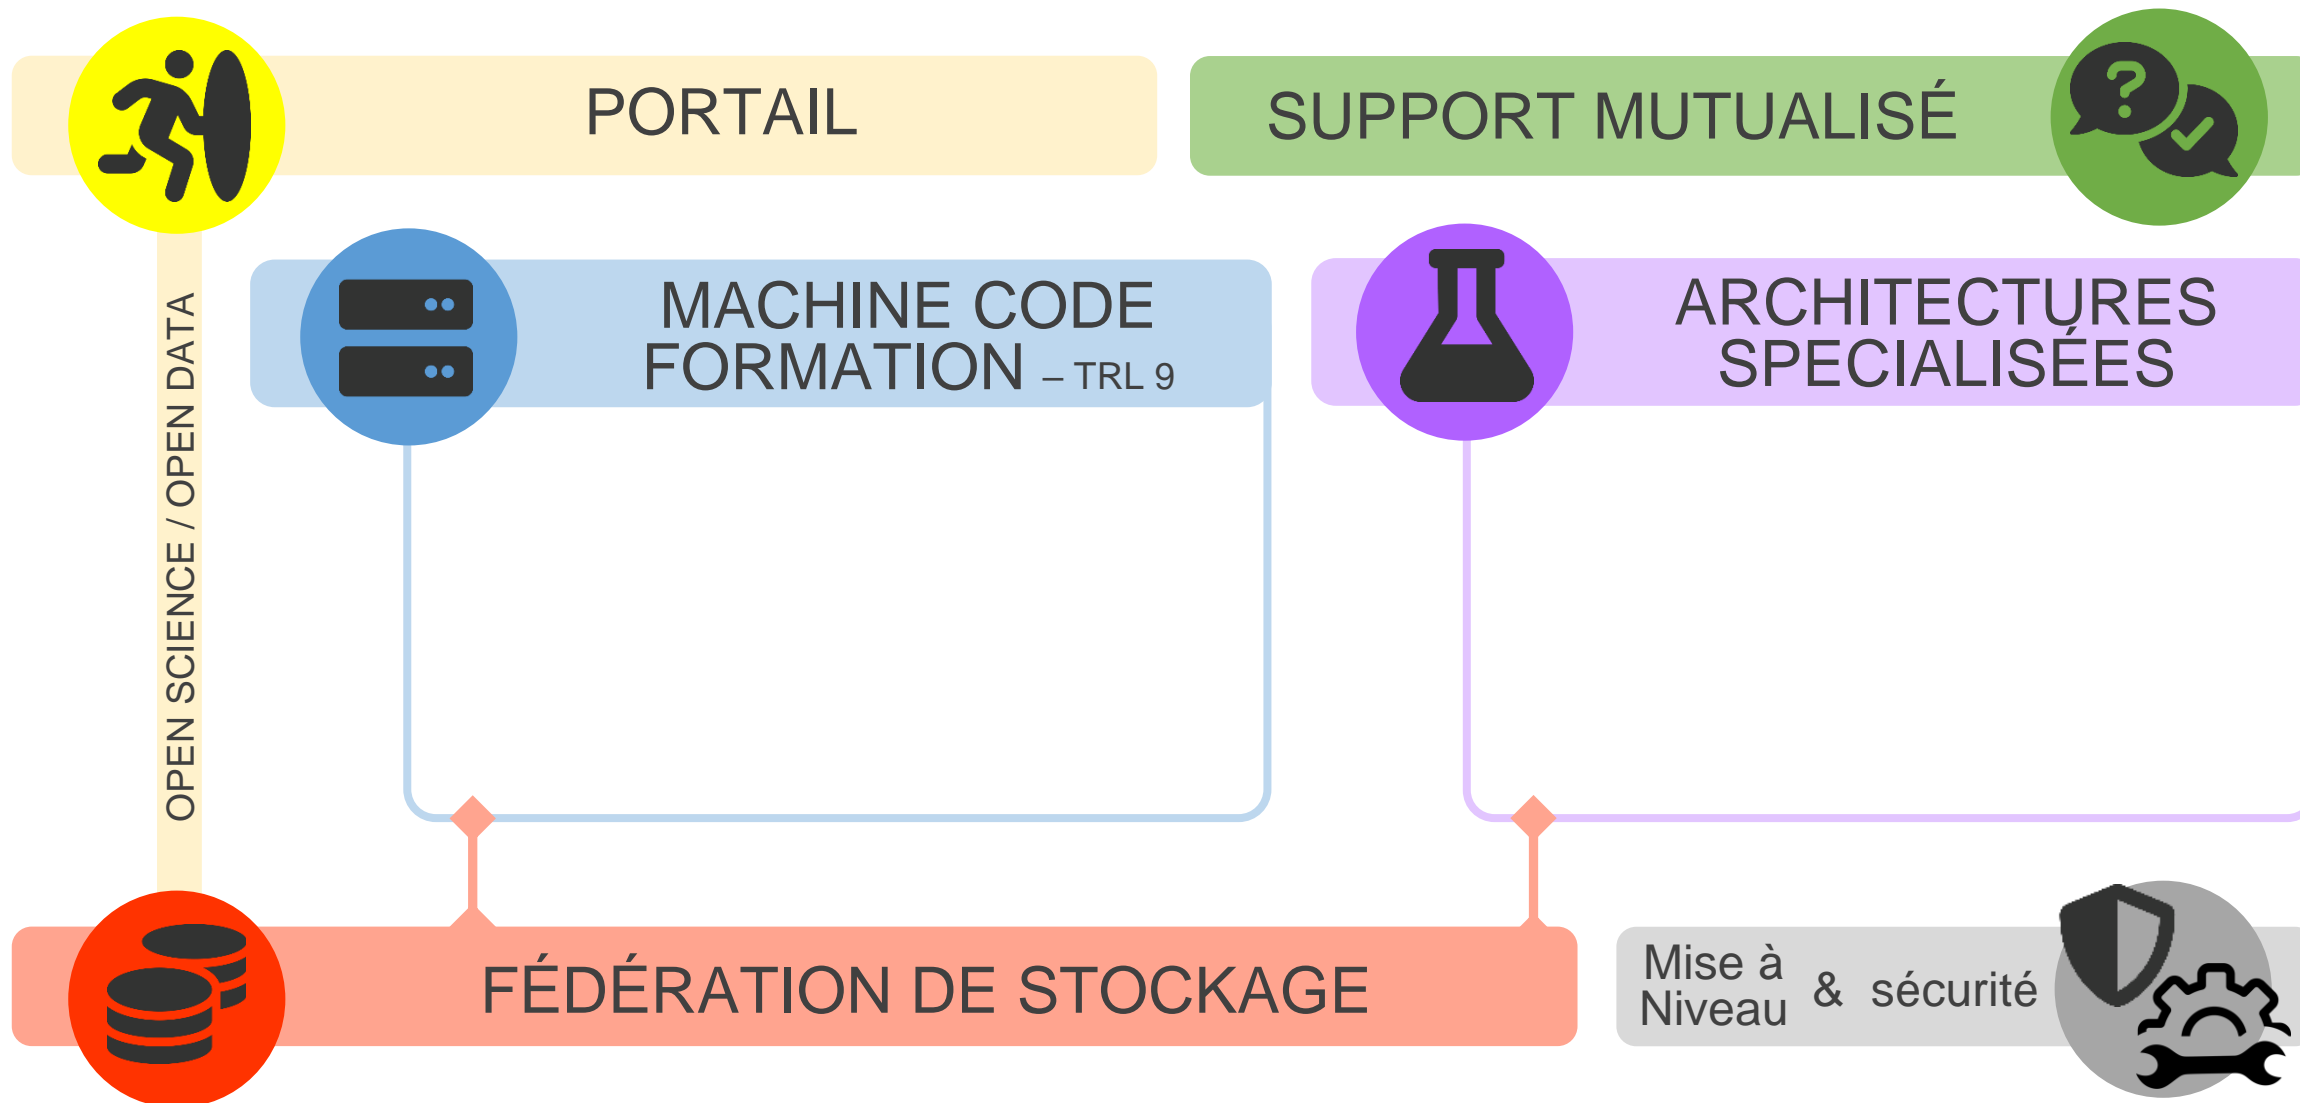 PORTAIL
SUPPORT MUTUALISÉ
MACHINE CODE
FORMATION – TRL 9
ARCHITECTURES
SPECIALISÉES
OPEN SCIENCE / OPEN DATA
FÉDÉRATION DE STOCKAGE
Mise à
Niveau & sécurité